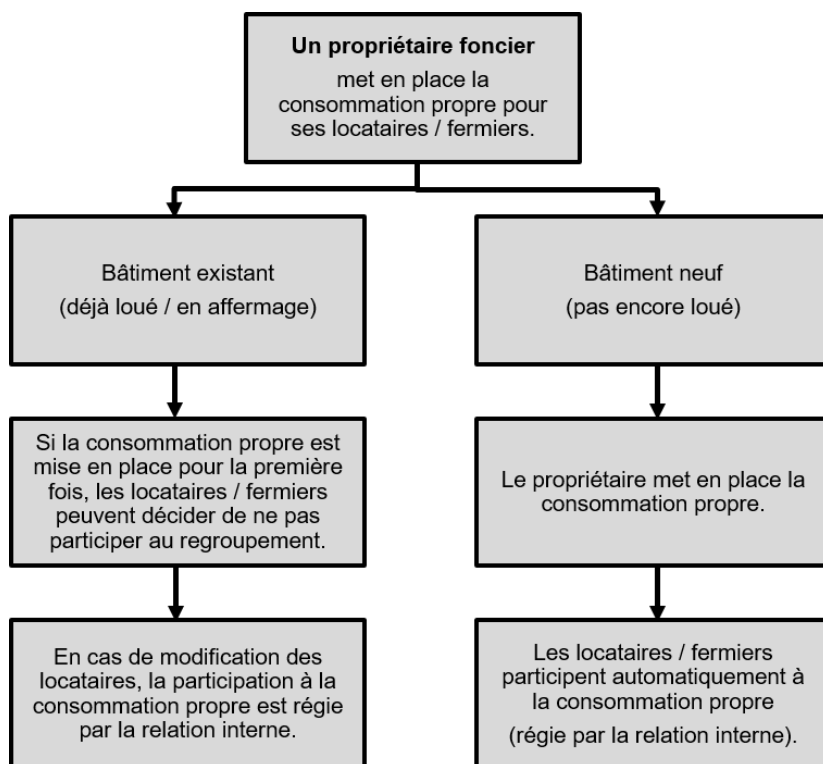 Un propriétaire foncier
met en place la
consommation propre pour
ses locataires / fermiers.
Bâtiment existant
(déjà loué / en affermage)
Bâtiment neuf
(pas encore loué)
Si la consommation propre est
mise en place pour la première
fois, les locataires / fermiers
peuvent décider de ne pas
participer au regroupement.
Le propriétaire met en place la
consommation propre.
En cas de modification des
locataires, la participation à la
consommation propre est régie
par la relation interne.
Les locataires / fermiers
participent automatiquement à
la consommation propre
(régie par la relation interne).